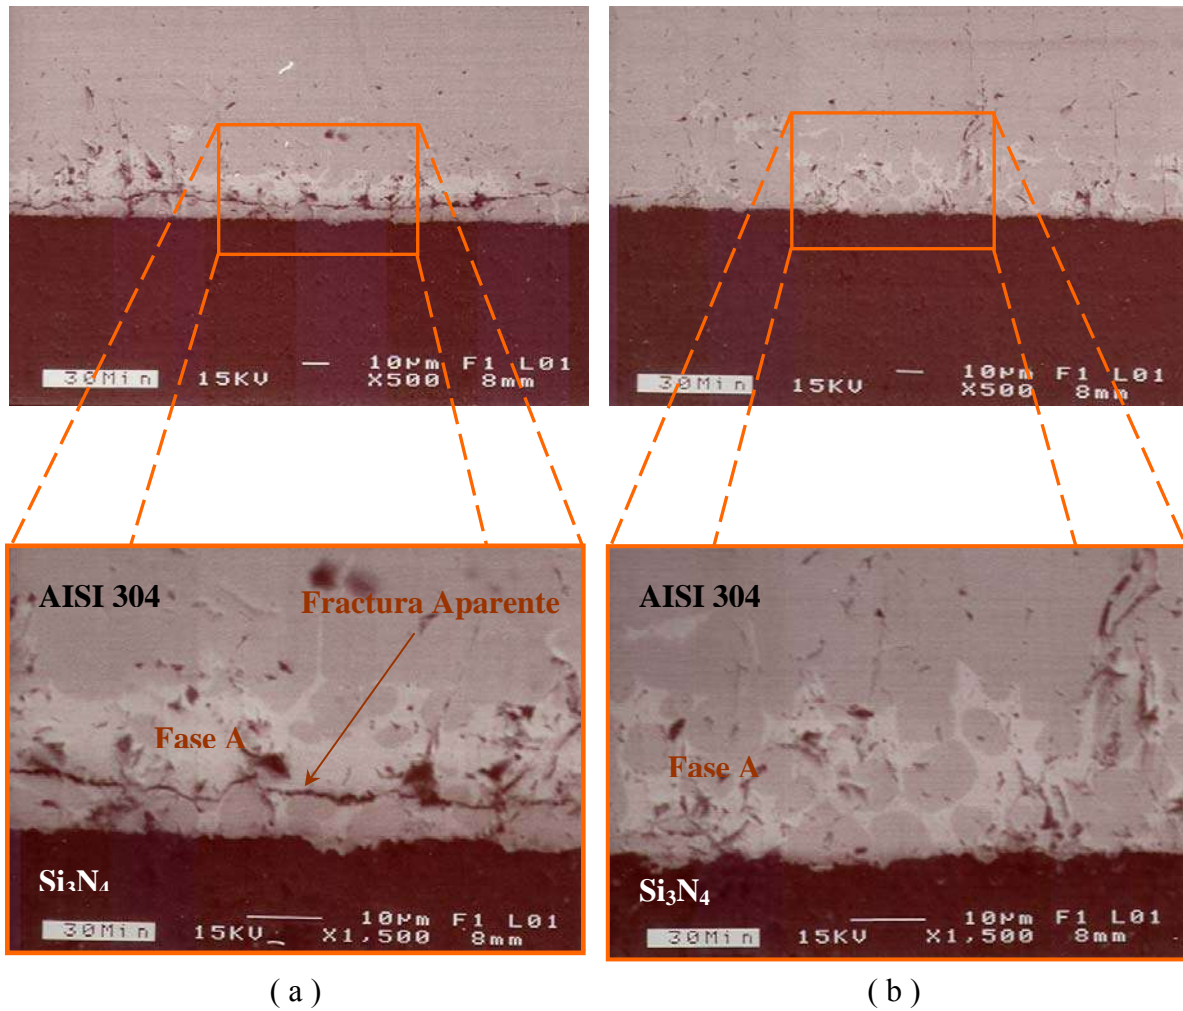 30Min 15KV 10µm F1 L01
X500 8mm
30Min 15KV 10µm F1 L01
X500 8mm
AISI 304
Fractura Aparente
Fase A
Si₃N₄
30Min 15KV 10µm F1 L01
X1,500 8mm
AISI 304
Fase A
Si₃N₄
30Min 15KV 10µm F1 L01
X1,500 8mm
( a )
( b )